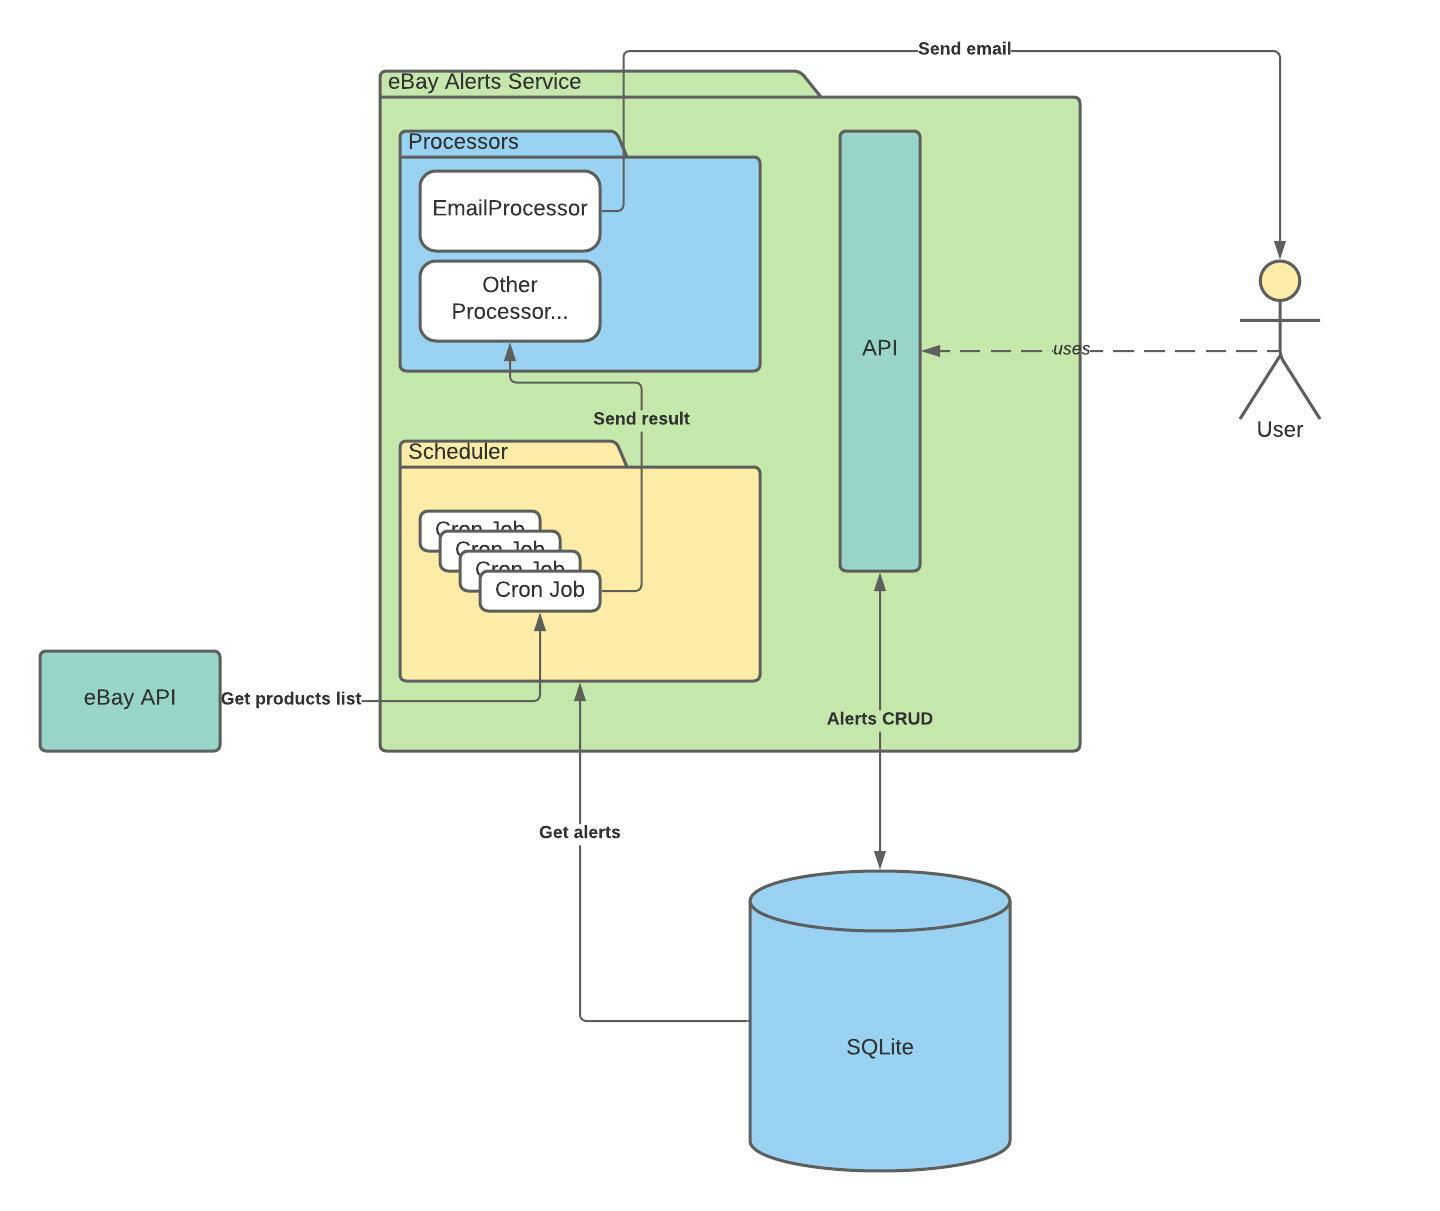 Send email
eBay Alerts Service
Processors
EmailProcessor
Other
Processor...
API
uses
User
Send result
Scheduler
Cron Job
Cron Job
Cron Job
Cron Job
eBay API
Get products list
Alerts CRUD
Get alerts
SQLite